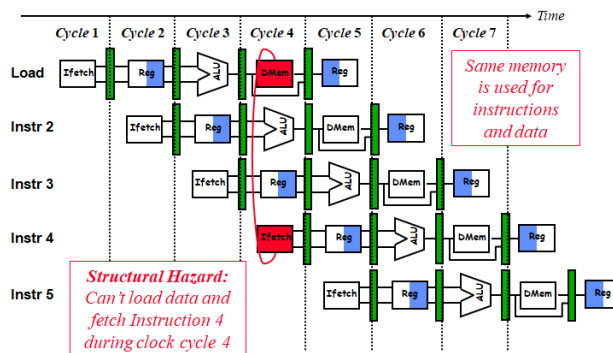 Time
Cycle 1 Cycle 2 Cycle 3 Cycle 4 Cycle 5 Cycle 6 Cycle 7
Load Ifetch Reg ALU DMem Reg
Same memory
is used for
instructions
and data
Instr 2 Ifetch Reg ALU DMem Reg
Instr 3 Ifetch Reg ALU DMem Reg
Instr 4 Ifetch Reg ALU DMem Reg
Structural Hazard:
Can't load data and
fetch Instruction 4
during clock cycle 4
Instr 5 Ifetch Reg ALU DMem Reg